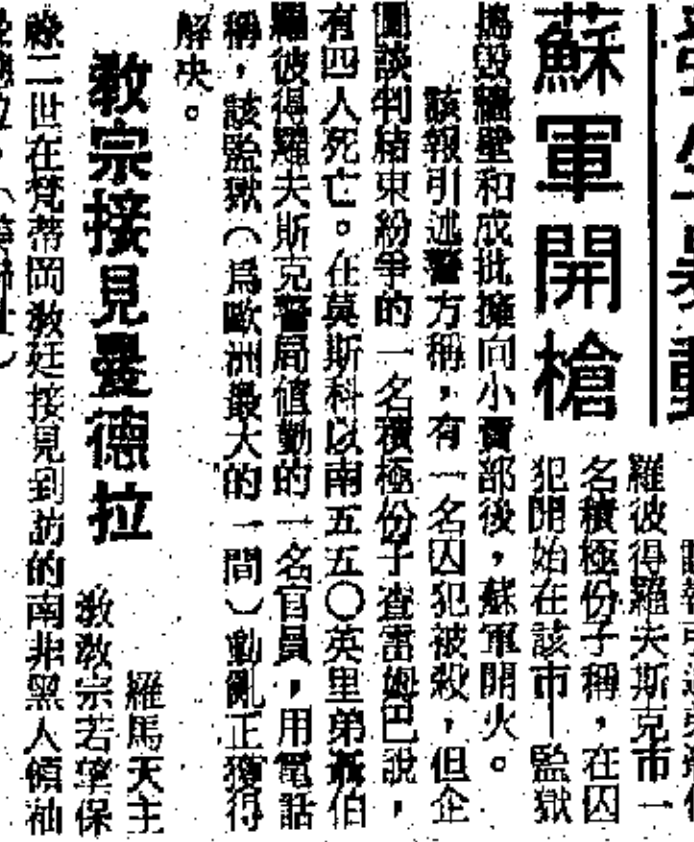 蘇軍開槍
羅彼得羅夫斯克市一
名積極份子稱，在囚
犯開始在該市一監獄
搗毀牆壁和成批擁向小賣部後，蘇軍開火。
該報引述警方稱，有一名囚犯被殺，但企
圖談判結束紛爭的一名積極份子查雷姆巴說，
有四人死亡。在莫斯科以南五五〇英里弟聶伯
羅彼得羅夫斯克警局值勤的一名官員，用電話
稱，該監獄（爲歐洲最大的一間）動亂正獲得
解决。
教宗接見曼德拉
羅馬天主
教教宗若望保
祿二世在梵蒂岡教廷接見到訪的南非黑人領袖